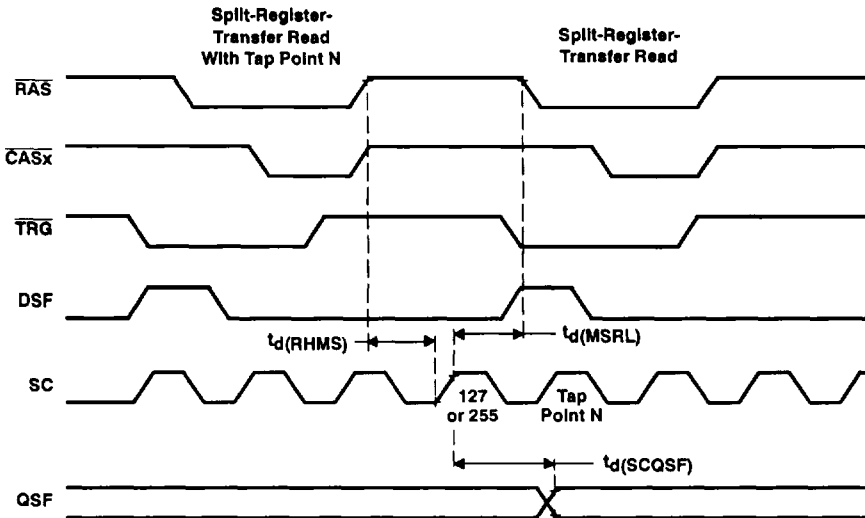 Split-Register-
Transfer Read
With Tap Point N
Split-Register-
Transfer Read
RAS
CASx
TRG
DSF
td(RHMS)
td(MSRL)
SC
127
or 255
Tap
Point N
td(SCQSF)
QSF